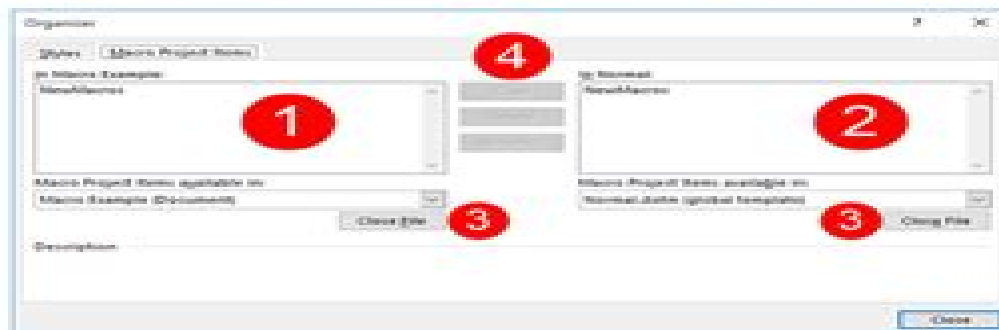 Organizer ? ✕
Styles Macro Project Items
4
In Macro Example: In Normal:
NewMacros NewMacros
1 2
Macro Project Items available in: Macro Project Items available in:
Macro Example (Document) Normal.dotm (global template)
Close File 3 3 Close File
Description
Close